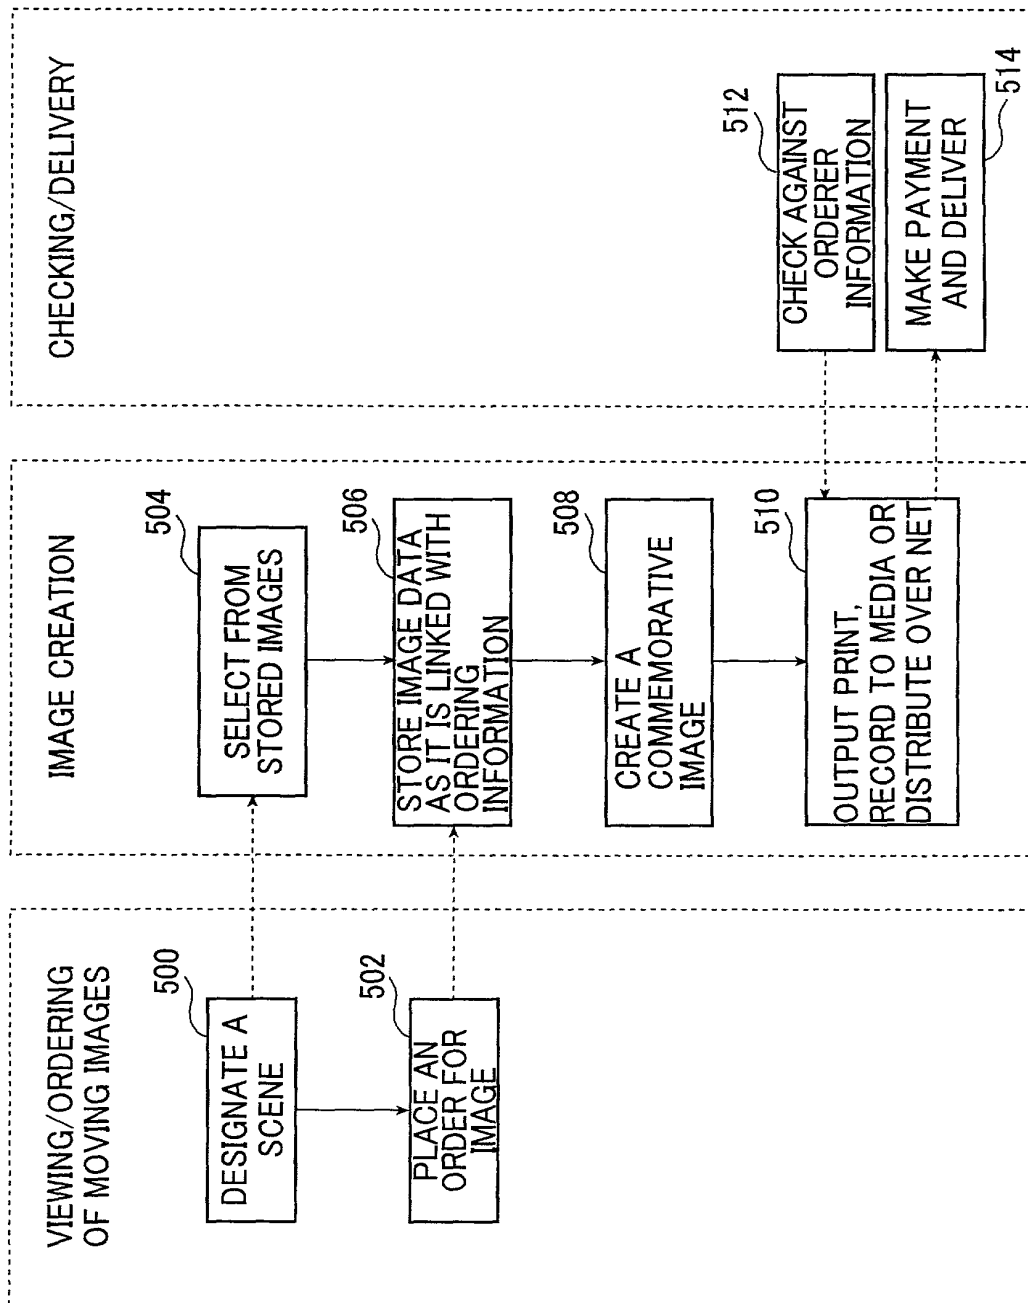 VIEWING/ORDERING
OF MOVING IMAGES
500
DESIGNATE A
SCENE
502
PLACE AN
ORDER FOR
IMAGE
IMAGE CREATION
504
SELECT FROM
STORED IMAGES
506
STORE IMAGE DATA
AS IT IS LINKED WITH
ORDERING
INFORMATION
508
CREATE A
COMMEMORATIVE
IMAGE
510
OUTPUT PRINT,
RECORD TO MEDIA OR
DISTRIBUTE OVER NET
CHECKING/DELIVERY
512
CHECK AGAINST
ORDERER
INFORMATION
MAKE PAYMENT
AND DELIVER
514